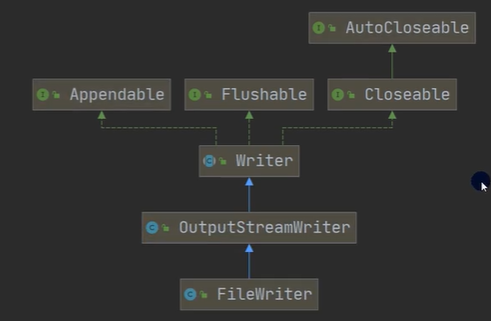 AutoCloseable
Appendable
Flushable
Closeable
Writer
OutputStreamWriter
FileWriter